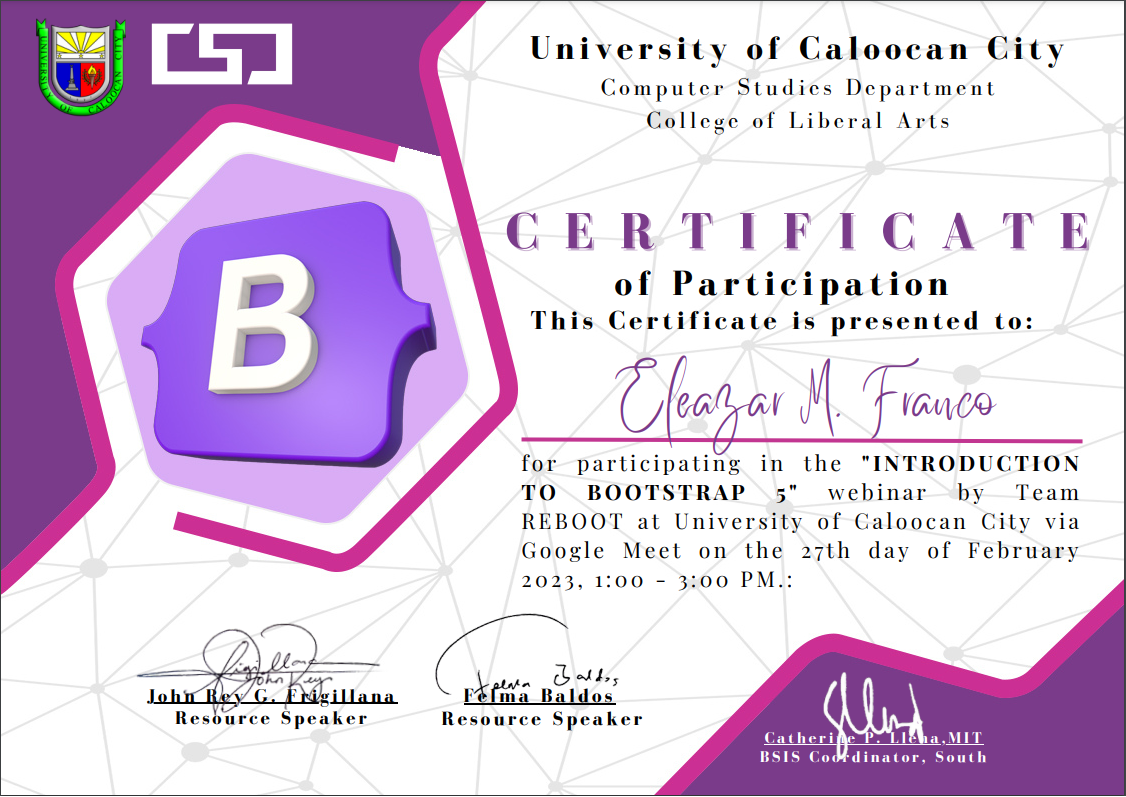 UNIVERSITY OF CALOOCAN CITY
CSD
University of Caloocan City
Computer Studies Department
College of Liberal Arts
CERTIFICATE
of Participation
This Certificate is presented to:
B
Eleazar M. Franco
for participating in the "INTRODUCTION
TO BOOTSTRAP 5" webinar by Team
REBOOT at University of Caloocan City via
Google Meet on the 27th day of February
2023, 1:00 - 3:00 PM.:
John Rey G. Frigillana
Resource Speaker
Felma Baldos
Felma Baldos
Resource Speaker
Catherine P. Llena,MIT
BSIS Coordinator, South